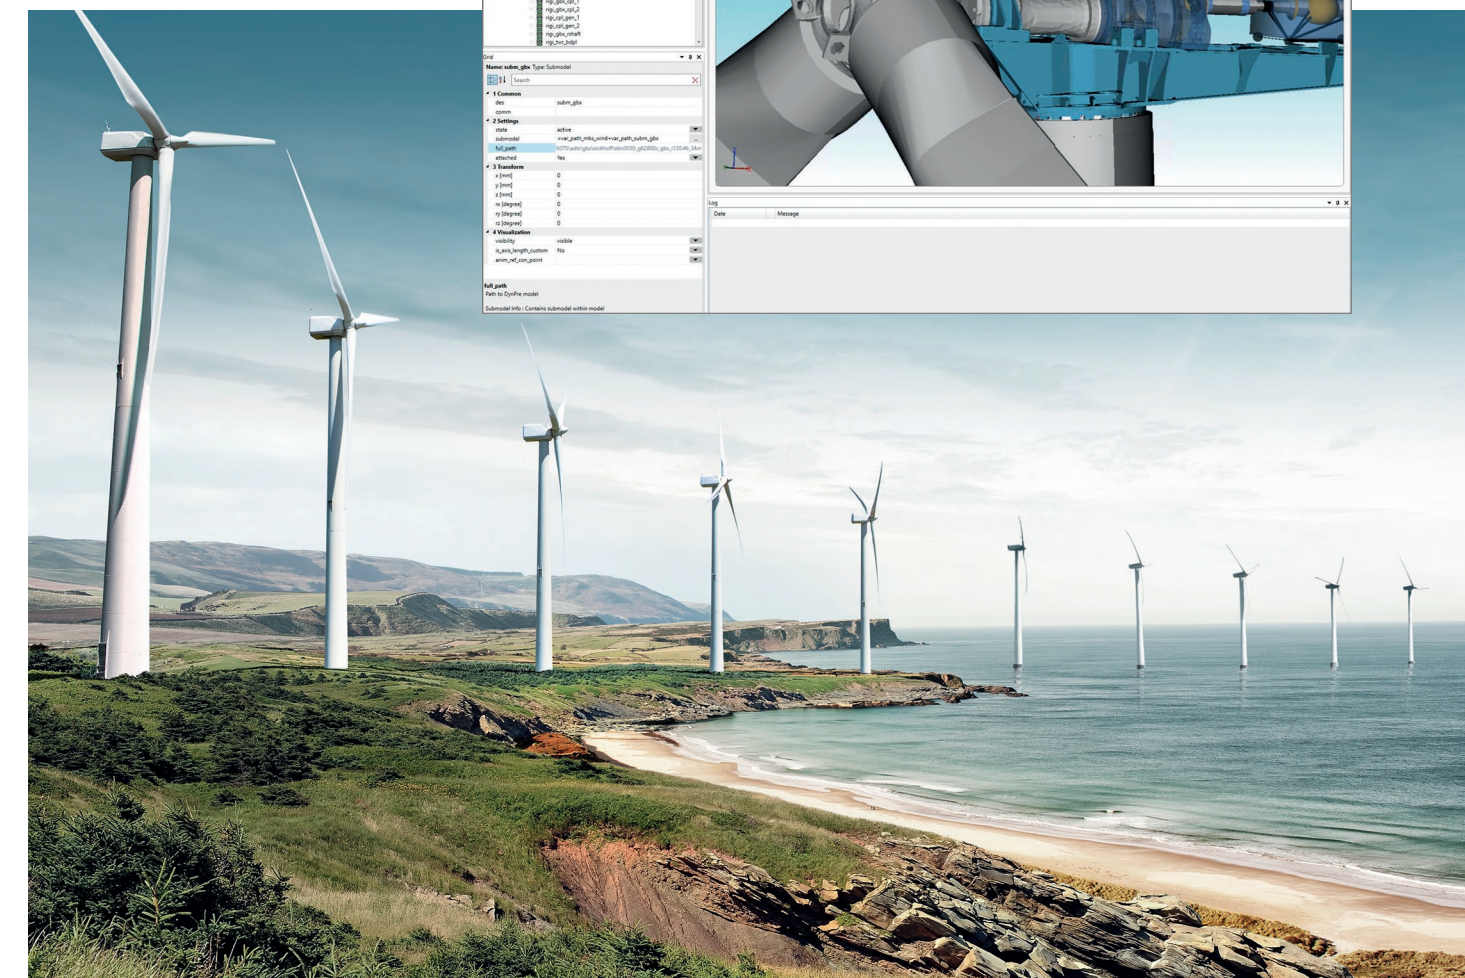 rigi_gbx_cpl_1
rigi_gbx_cpl_2
rigi_cpl_gen_1
rigi_cpl_gen_2
rigi_gbx_rshaft
rigi_twr_bdpl
Grid
Name: subm_gbx Type: Submodel
Search
1 Common
des subm_gbx
comm
2 Settings
state active
submodel =var_path_mbs_wind+var_path_subm_gbx
full_path
attached Yes
3 Transform
x [mm] 0
y [mm] 0
z [mm] 0
rx [degree] 0
ry [degree] 0
rz [degree] 0
4 Visualization
visibility visible
is_axis_length_custom No
anim_ref_con_point
full_path
Path to DynPre model
Submodel Info : Contains submodel within model
Log
Date Message